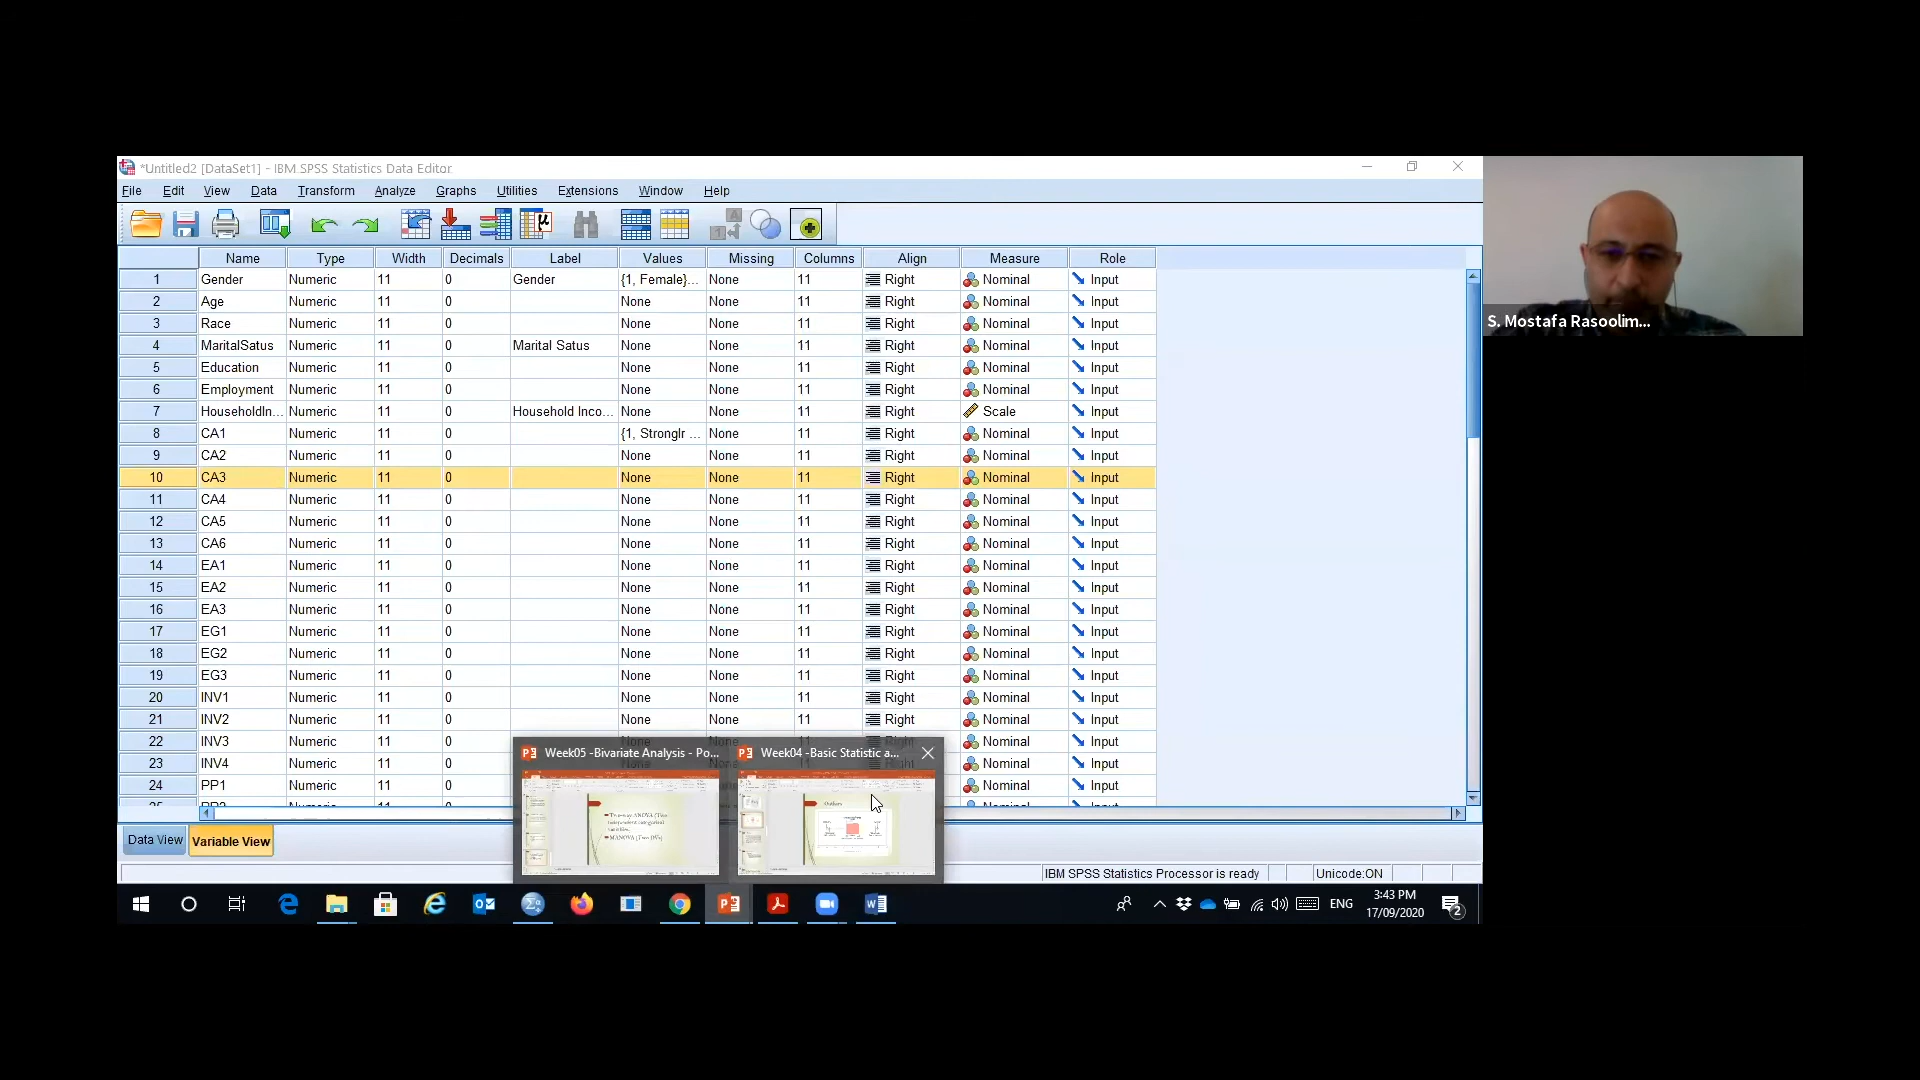 *Untitled2 [DataSet1] - IBM SPSS Statistics Data Editor
File Edit View Data Transform Analyze Graphs Utilities Extensions Window Help
Name Type Width Decimals Label Values Missing Columns Align Measure Role
1 Gender Numeric 11 0 Gender {1, Female}... None 11 Right Nominal Input
2 Age Numeric 11 0 None None 11 Right Nominal Input
3 Race Numeric 11 0 None None 11 Right Nominal Input
4 MaritalSatus Numeric 11 0 Marital Satus None None 11 Right Nominal Input
5 Education Numeric 11 0 None None 11 Right Nominal Input
6 Employment Numeric 11 0 None None 11 Right Nominal Input
7 HouseholdIn... Numeric 11 0 Household Inco... None None 11 Right Scale Input
8 CA1 Numeric 11 0 {1, Stronglr ... None 11 Right Nominal Input
9 CA2 Numeric 11 0 None None 11 Right Nominal Input
10 CA3 Numeric 11 0 None None 11 Right Nominal Input
11 CA4 Numeric 11 0 None None 11 Right Nominal Input
12 CA5 Numeric 11 0 None None 11 Right Nominal Input
13 CA6 Numeric 11 0 None None 11 Right Nominal Input
14 EA1 Numeric 11 0 None None 11 Right Nominal Input
15 EA2 Numeric 11 0 None None 11 Right Nominal Input
16 EA3 Numeric 11 0 None None 11 Right Nominal Input
17 EG1 Numeric 11 0 None None 11 Right Nominal Input
18 EG2 Numeric 11 0 None None 11 Right Nominal Input
19 EG3 Numeric 11 0 None None 11 Right Nominal Input
20 INV1 Numeric 11 0 None None 11 Right Nominal Input
21 INV2 Numeric 11 0 None None 11 Right Nominal Input
22 INV3 Numeric 11 0 Nominal Input
23 INV4 Numeric 11 0 Nominal Input
24 PP1 Numeric 11 0 Nominal Input
Week05 -Bivariate Analysis - Po...
Two-way ANOVA (Two
independent categorical
variables)
MANOVA (Two DVs)
Week04 -Basic Statistic a...
Outliers
Data View Variable View
IBM SPSS Statistics Processor is ready Unicode:ON
ENG
3:43 PM
17/09/2020
2
S. Mostafa Rasoolim...